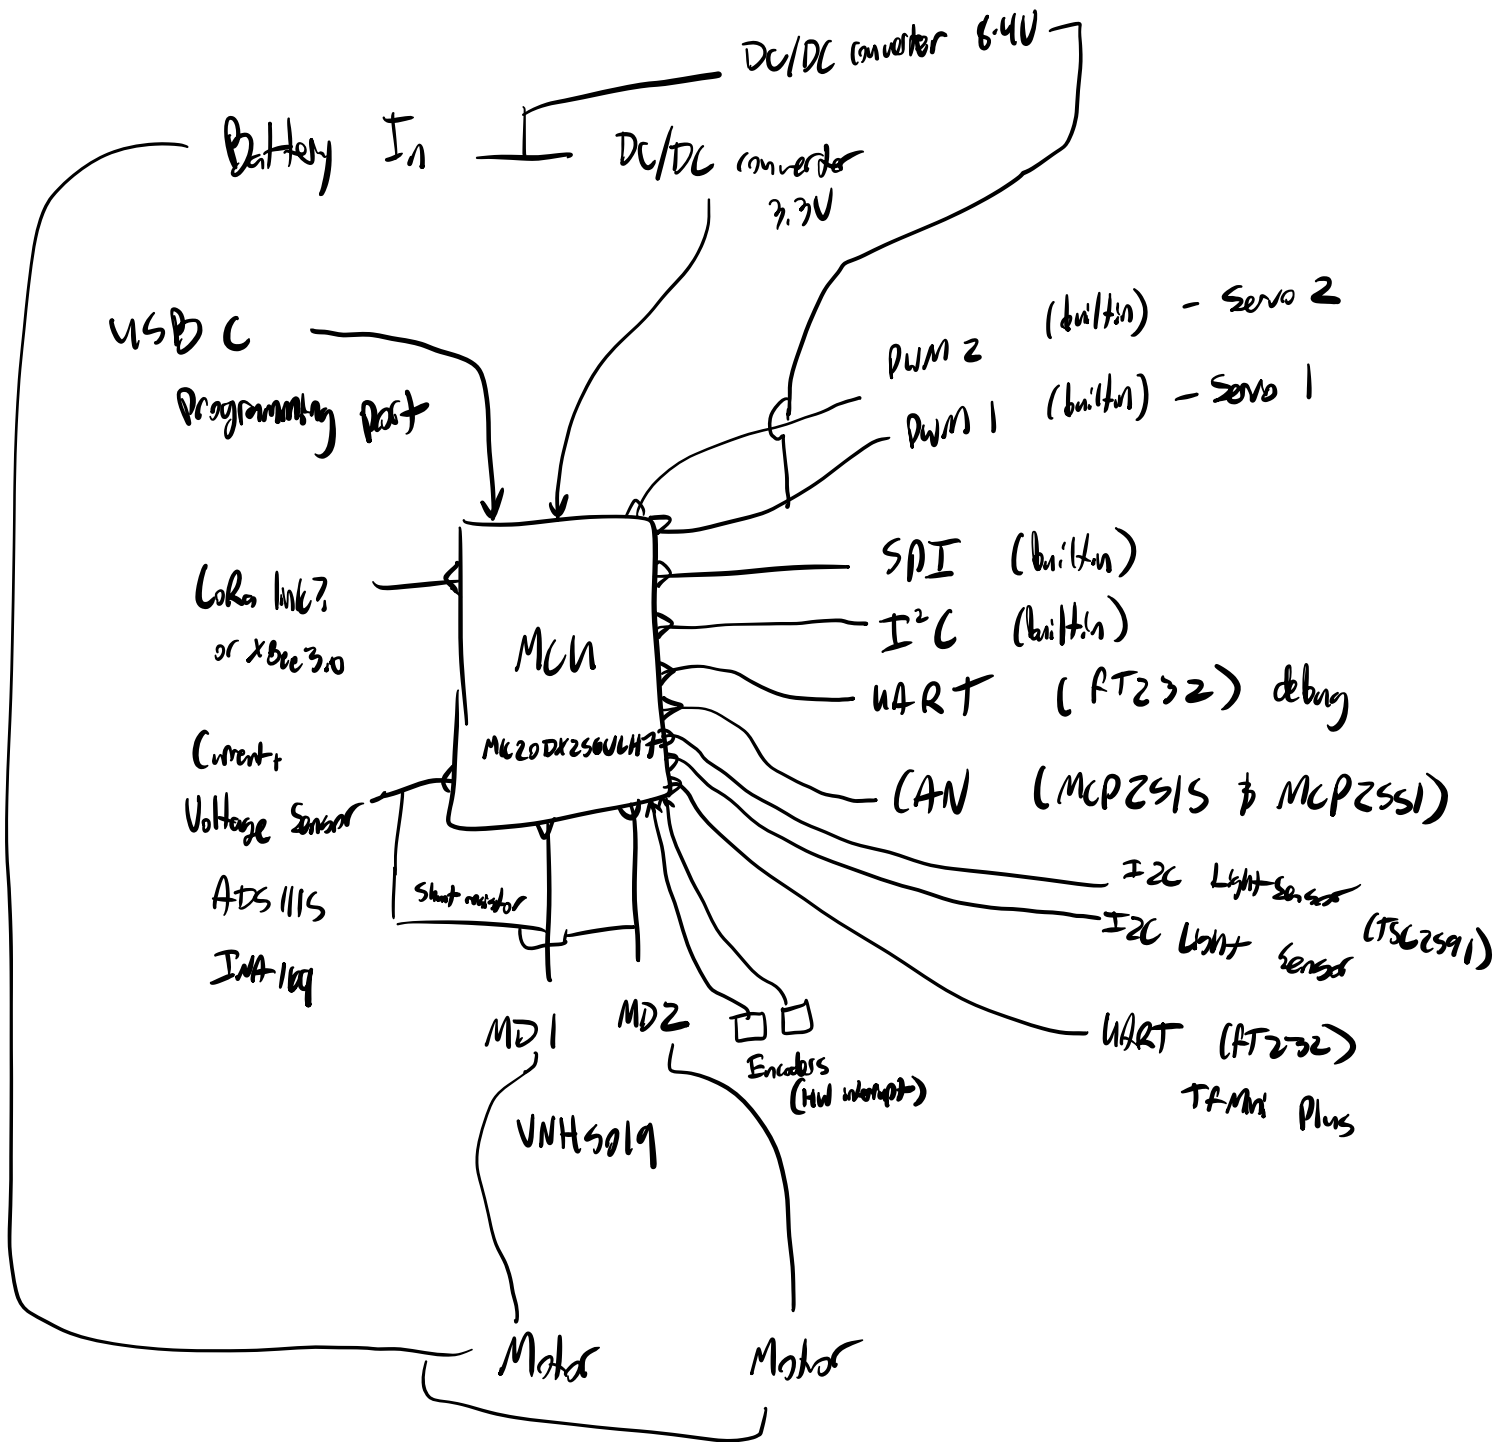 DC/DC converter 8.4V
Battery In
DC/DC converter
3.3V
USB C
Programming port
PWM 2 (builtin) - Servo 2
PWM 1 (builtin) - Servo 1
SPI (builtin)
LoRa link?
or XBee 3.0
I²C (builtin)
MCU
UART (FT232) debug
MK20DX256VLH7
Current,
Voltage Sensor
ADS1115
INA169
CAN (MCP2515 & MCP2551)
Shunt resistor
I2C Light Sensor
I2C Light Sensor (TSL2591)
MD1
MD2
Encoders
(HW interrupt)
UART (FT232)
TFMini Plus
VNH5019
Motor
Motor